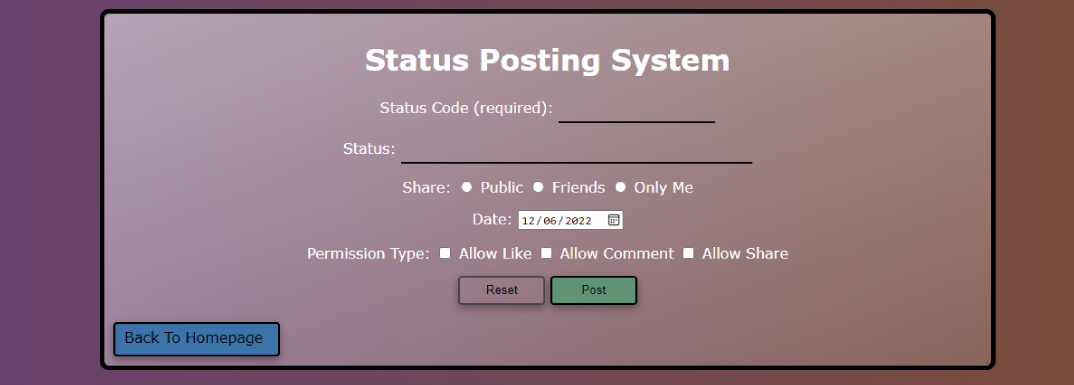 Status Posting System
Status Code (required):
Status:
Share: Public Friends Only Me
Date: 12/06/2022
Permission Type: Allow Like Allow Comment Allow Share
Reset Post
Back To Homepage